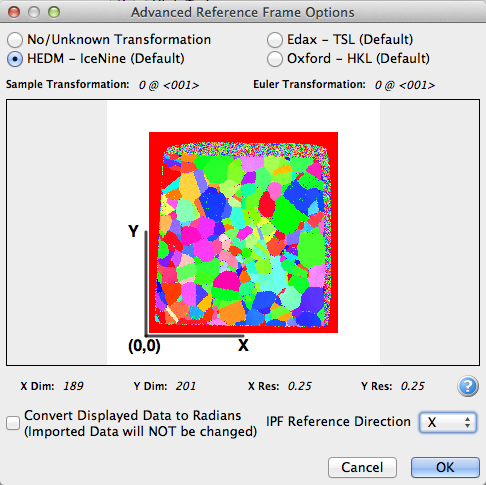 Advanced Reference Frame Options
No/Unknown Transformation
Edax - TSL (Default)
HEDM - IceNine (Default)
Oxford - HKL (Default)
Sample Transformation: 0 @ <001>
Euler Transformation: 0 @ <001>
Y
(0,0)
X
X Dim: 189
Y Dim: 201
X Res: 0.25
Y Res: 0.25
?
Convert Displayed Data to Radians
(Imported Data will NOT be changed)
IPF Reference Direction
X
Cancel
OK